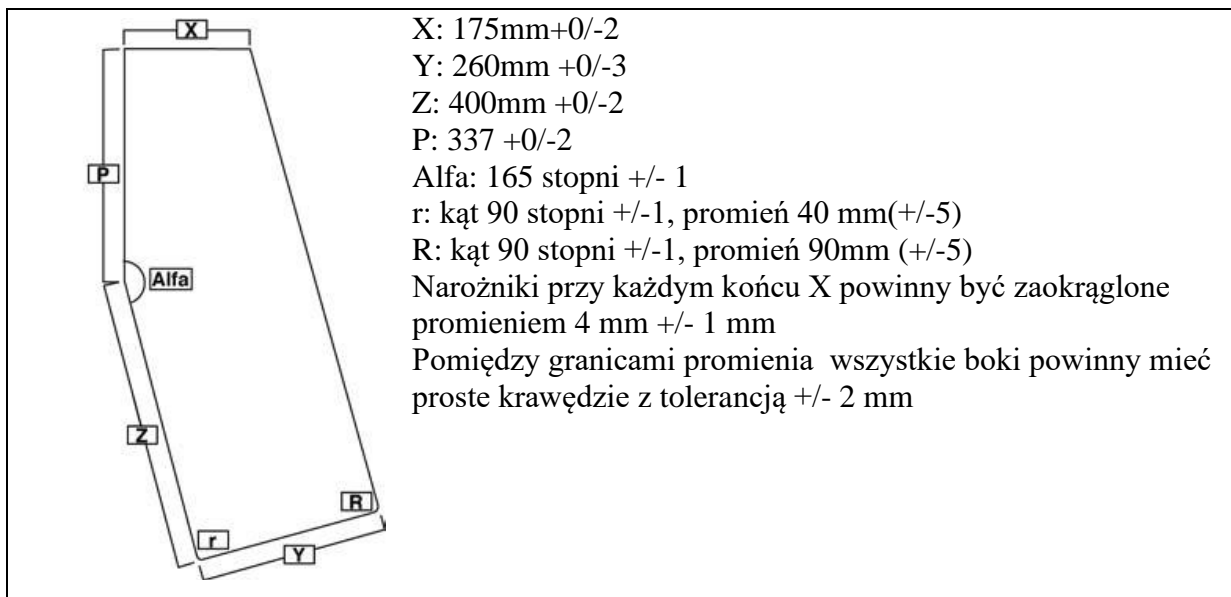 X
P
Alfa
Z
R
r
Y
X: 175mm+0/-2
Y: 260mm +0/-3
Z: 400mm +0/-2
P: 337 +0/-2
Alfa: 165 stopni +/- 1
r: kąt 90 stopni +/-1, promień 40 mm(+/-5)
R: kąt 90 stopni +/-1, promień 90mm (+/-5)
Narożniki przy każdym końcu X powinny być zaokrąglone
promieniem 4 mm +/- 1 mm
Pomiędzy granicami promienia  wszystkie boki powinny mieć
proste krawędzie z tolerancją +/- 2 mm